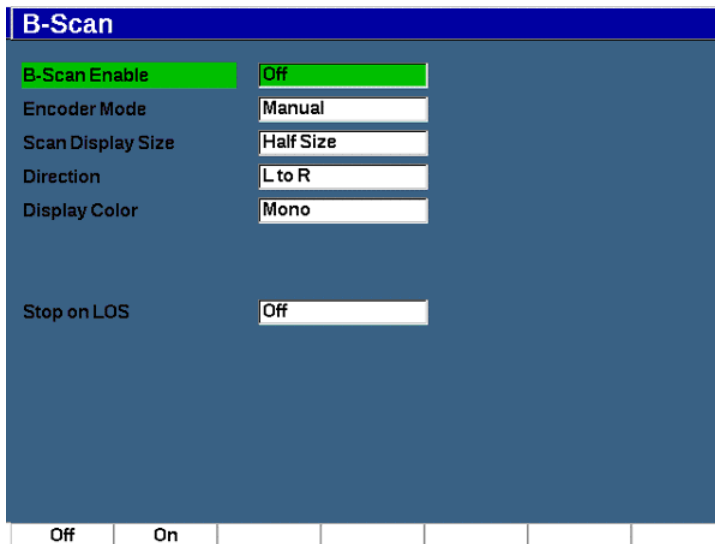 B-Scan
B-Scan Enable Off
Encoder Mode Manual
Scan Display Size Half Size
Direction L to R
Display Color Mono
Stop on LOS Off
Off On